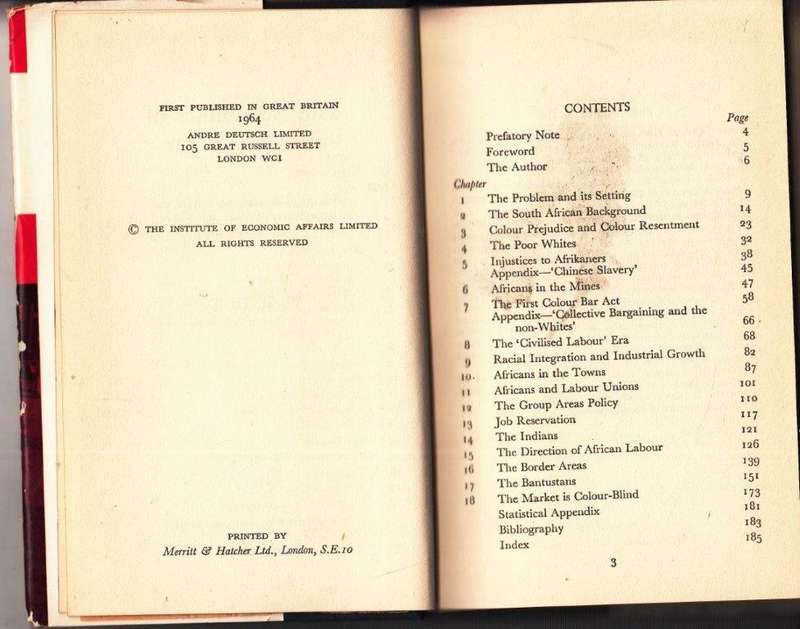 FIRST PUBLISHED IN GREAT BRITAIN
1964
ANDRE DEUTSCH LIMITED
105 GREAT RUSSELL STREET
LONDON WC1
© THE INSTITUTE OF ECONOMIC AFFAIRS LIMITED
ALL RIGHTS RESERVED
PRINTED BY
Merritt & Hatcher Ltd., London, S.E.10
CONTENTS
Page
Prefatory Note 4
Foreword 5
The Author 6
Chapter
1 The Problem and its Setting 9
2 The South African Background 14
3 Colour Prejudice and Colour Resentment 23
4 The Poor Whites 32
5 Injustices to Afrikaners 38
Appendix—'Chinese Slavery' 45
6 Africans in the Mines 47
7 The First Colour Bar Act 58
Appendix—'Collective Bargaining and the
non-Whites' 66
8 The 'Civilised Labour' Era 68
9 Racial Integration and Industrial Growth 82
10 Africans in the Towns 87
11 Africans and Labour Unions 101
12 The Group Areas Policy 110
13 Job Reservation 117
14 The Indians 121
15 The Direction of African Labour 126
16 The Border Areas 139
17 The Bantustans 151
18 The Market is Colour-Blind 173
Statistical Appendix 181
Bibliography 183
Index 185
3